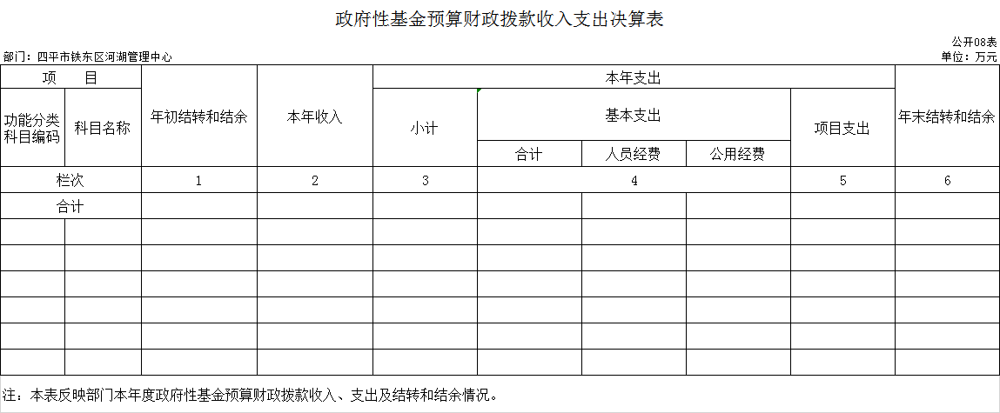 政府性基金预算财政拨款收入支出决算表
公开08表
部门：四平市铁东区河湖管理中心
单位：万元
项 目
年初结转和结余
本年收入
本年支出
年末结转和结余
功能分类
科目编码
科目名称
小计
基本支出
项目支出
合计
人员经费
公用经费
栏次
1
2
3
4
5
6
合计
注：本表反映部门本年度政府性基金预算财政拨款收入、支出及结转和结余情况。